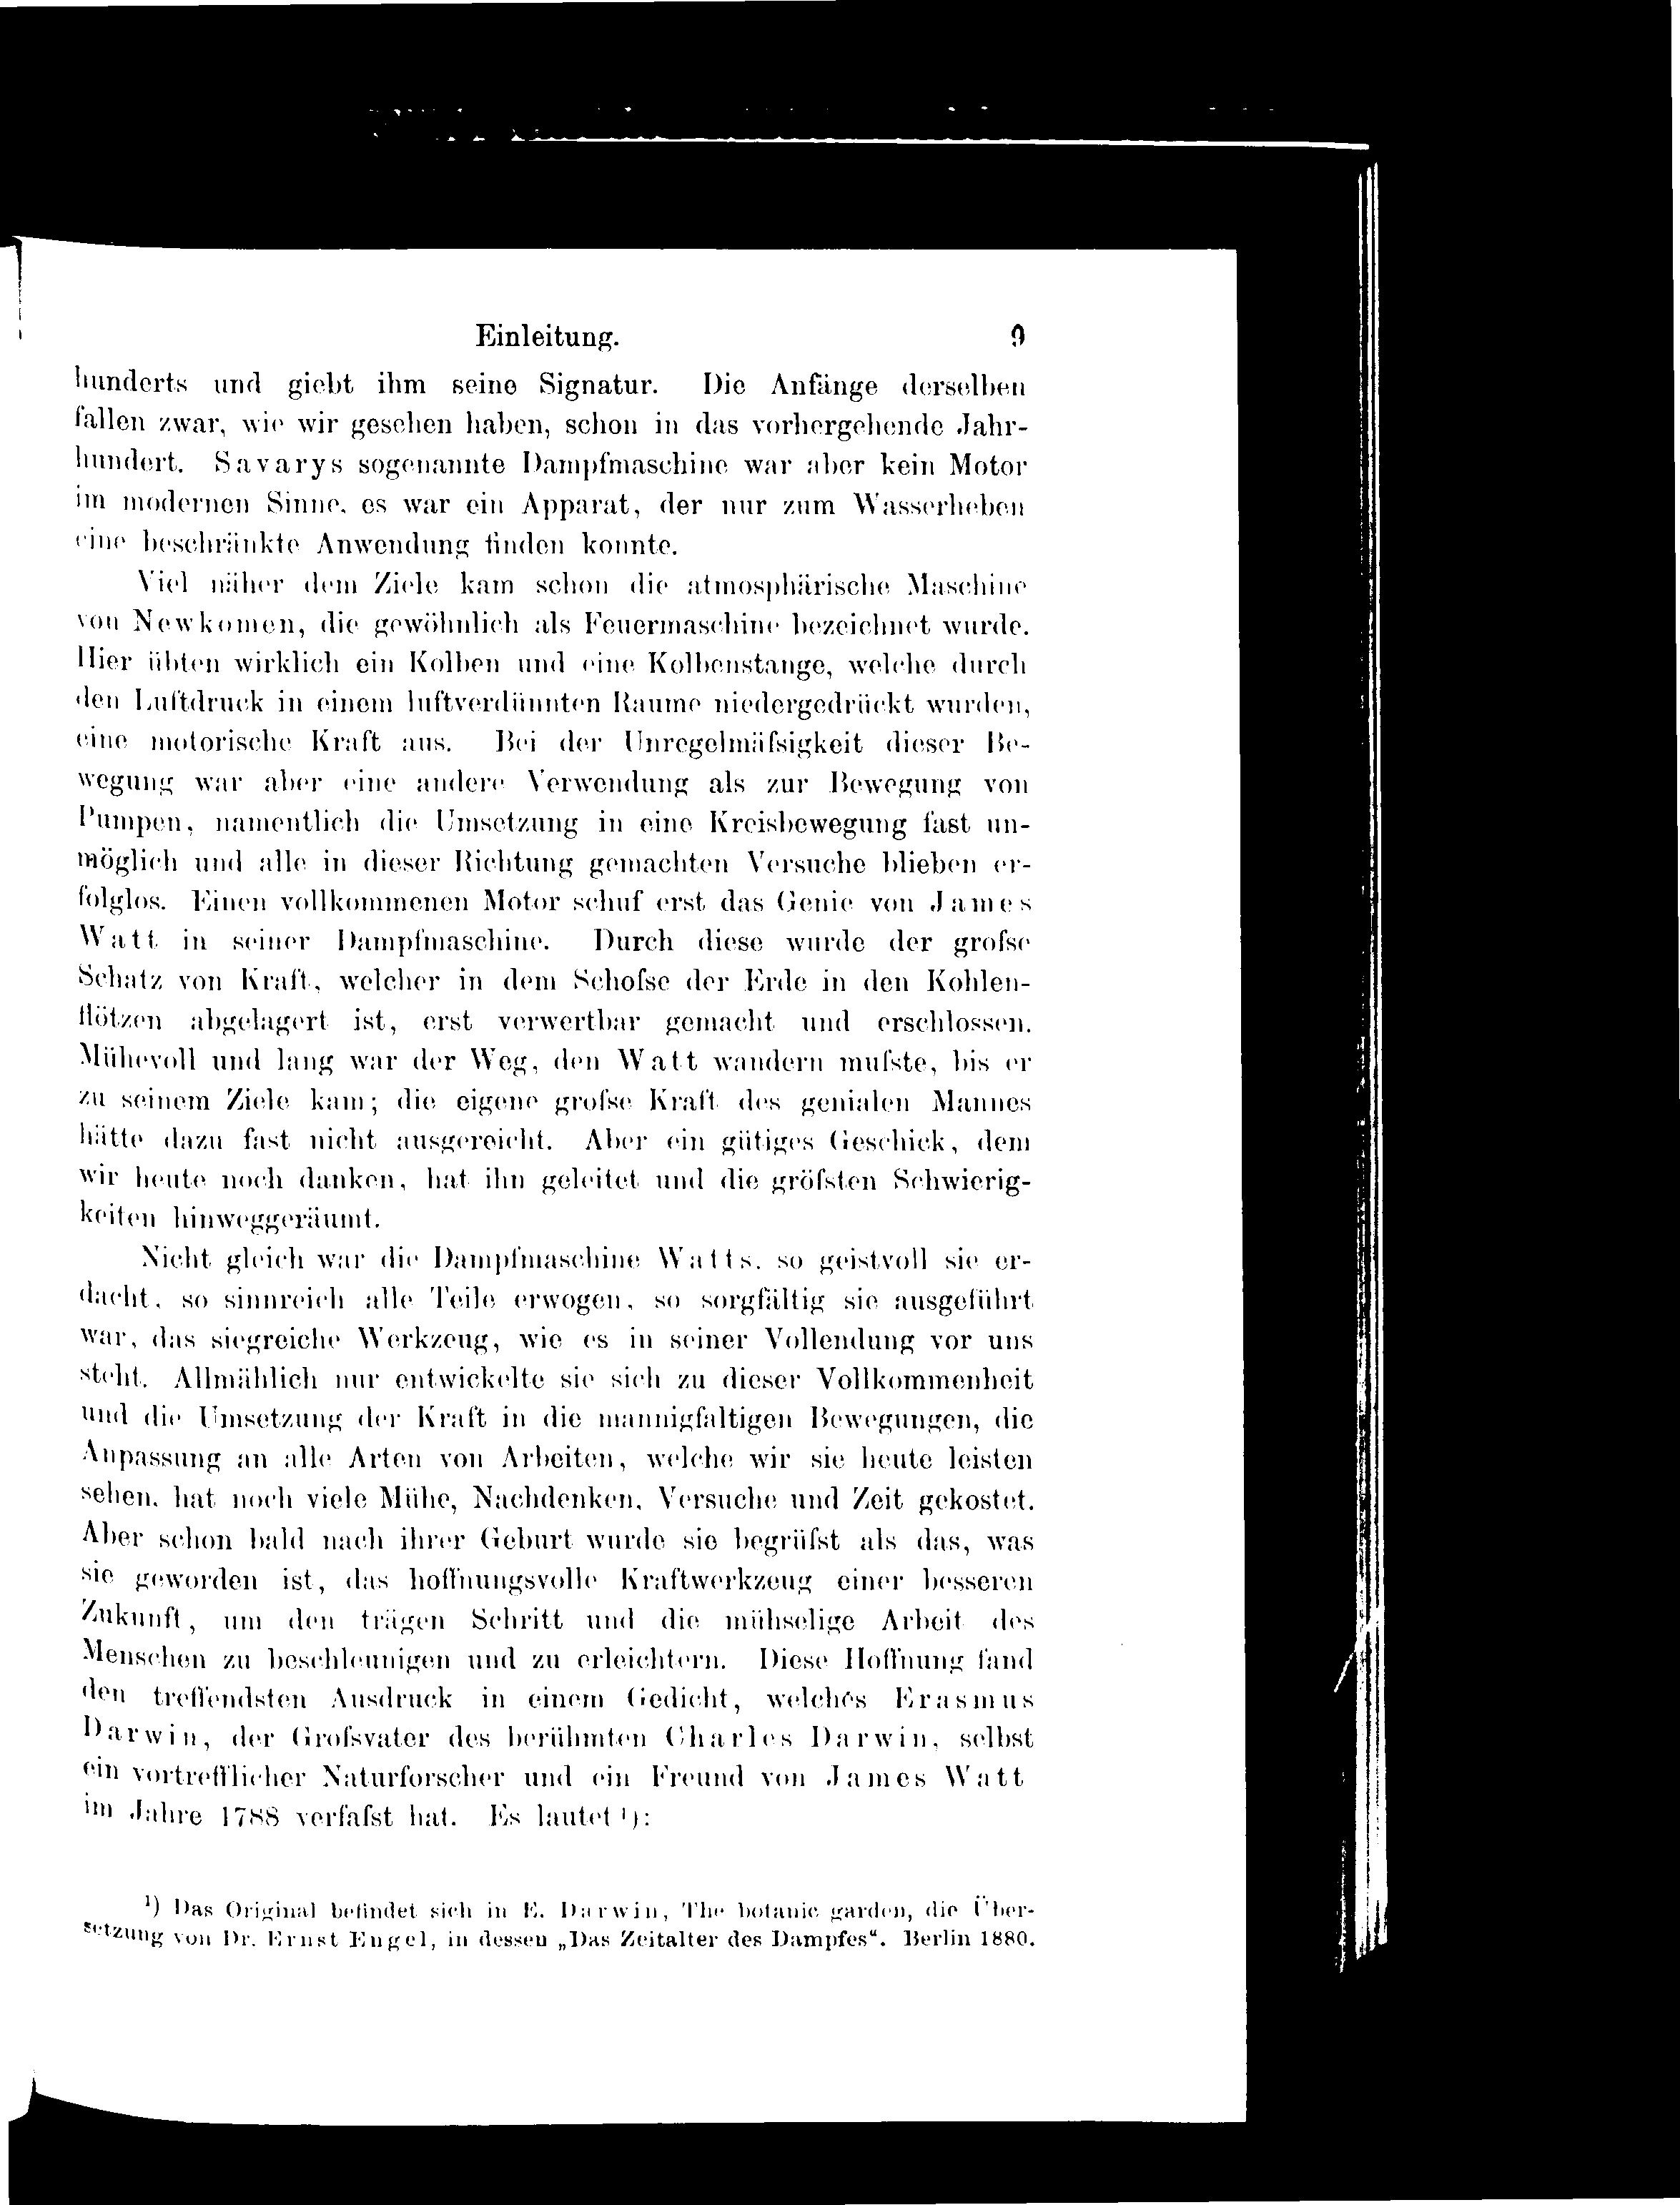 Einleitung. 9
hunderts und giebt ihm seine Signatur. Die Anfänge derselben
fallen zwar, wie wir gesehen haben, schon in das vorhergehende Jahr-
hundert. Savarys sogenannte Dampfmaschine war aber kein Motor
im modernen Sinne, es war ein Apparat, der nur zum Wasserheben
eine beschränkte Anwendung finden konnte.
Viel näher dem Ziele kam schon die atmosphärische Maschine
von Newkomen, die gewöhnlich als Feuermaschine bezeichnet wurde.
Hier übten wirklich ein Kolben und eine Kolbenstange, welche durch
den Luftdruck in einem luftverdünnten Raume niedergedrückt wurden,
eine motorische Kraft aus. Bei der Unregelmäfsigkeit dieser Be-
wegung war aber eine andere Verwendung als zur Bewegung von
Pumpen, namentlich die Umsetzung in eine Kreisbewegung fast un-
möglich und alle in dieser Richtung gemachten Versuche blieben er-
folglos. Einen vollkommenen Motor schuf erst das Genie von James
Watt in seiner Dampfmaschine. Durch diese wurde der grofse
Schatz von Kraft, welcher in dem Schofse der Erde in den Kohlen-
flötzen abgelagert ist, erst verwertbar gemacht und erschlossen.
Mühevoll und lang war der Weg, den Watt wandern mufste, bis er
zu seinem Ziele kam; die eigene grofse Kraft des genialen Mannes
hätte dazu fast nicht ausgereicht. Aber ein gütiges Geschick, dem
wir heute noch danken, hat ihn geleitet und die gröfsten Schwierig-
keiten hinweggeräumt.
Nicht gleich war die Dampfmaschine Watts, so geistvoll sie er-
dacht, so sinnreich alle Teile erwogen, so sorgfältig sie ausgeführt
war, das siegreiche Werkzeug, wie es in seiner Vollendung vor uns
steht. Allmählich nur entwickelte sie sich zu dieser Vollkommenheit
und die Umsetzung der Kraft in die mannigfaltigen Bewegungen, die
Anpassung an alle Arten von Arbeiten, welche wir sie heute leisten
sehen, hat noch viele Mühe, Nachdenken, Versuche und Zeit gekostet.
Aber schon bald nach ihrer Geburt wurde sie begrüfst als das, was
sie geworden ist, das hoffnungsvolle Kraftwerkzeug einer besseren
Zukunft, um den trägen Schritt und die mühselige Arbeit des
Menschen zu beschleunigen und zu erleichtern. Diese Hoffnung fand
den treffendsten Ausdruck in einem Gedicht, welches Erasmus
Darwin, der Grofsvater des berühmten Charles Darwin, selbst
ein vortrefflicher Naturforscher und ein Freund von James Watt
im Jahre 1788 verfafst hat. Es lautet ¹):
¹) Das Original befindet sich in E. Darwin, The botanic garden, die Über-
setzung von Dr. Ernst Engel, in dessen „Das Zeitalter des Dampfes“. Berlin 1880.